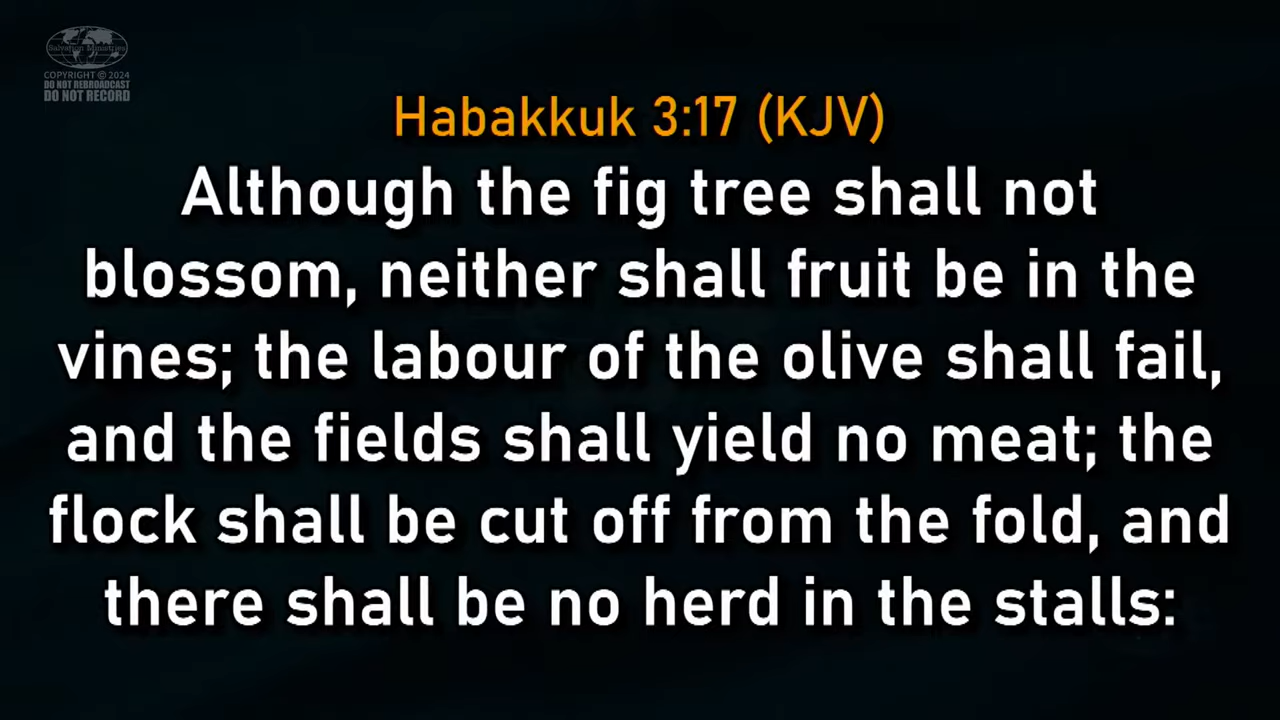 Salvation Ministries
COPYRIGHT © 2024
DO NOT REBROADCAST
DO NOT RECORD
Habakkuk 3:17 (KJV)
Although the fig tree shall not
blossom, neither shall fruit be in the
vines; the labour of the olive shall fail,
and the fields shall yield no meat; the
flock shall be cut off from the fold, and
there shall be no herd in the stalls: